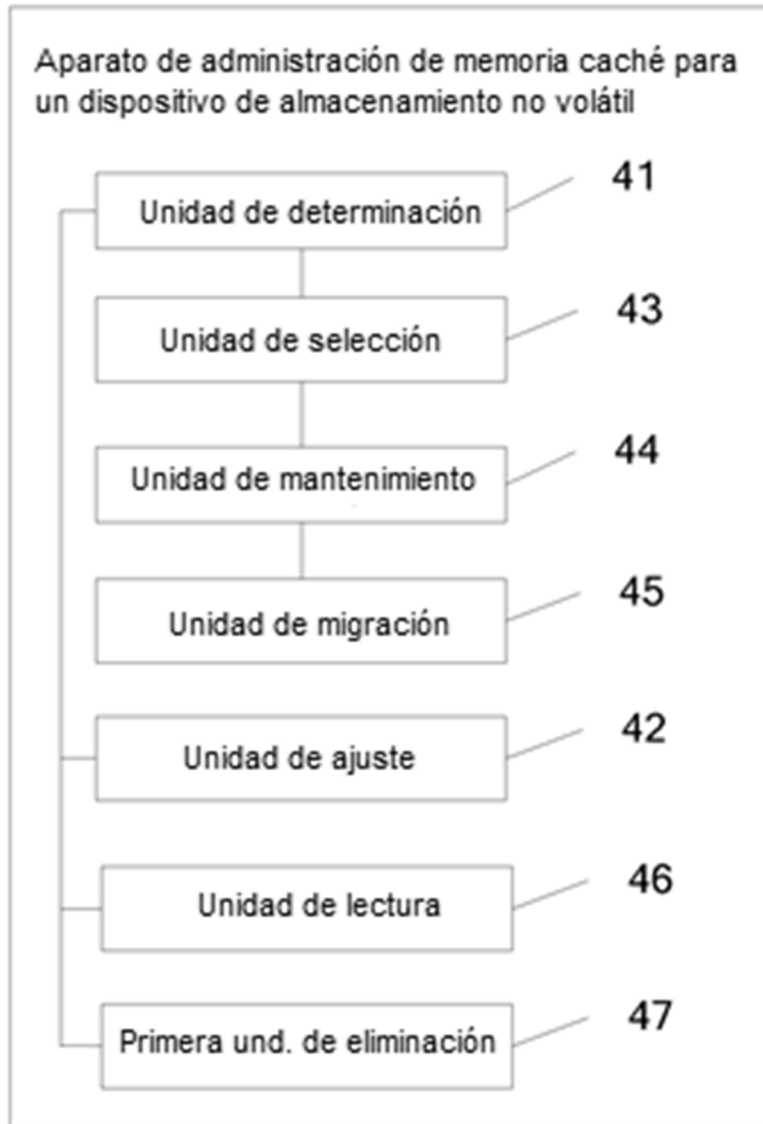 Aparato de administración de memoria caché para
un dispositivo de almacenamiento no volátil
41
Unidad de determinación
43
Unidad de selección
44
Unidad de mantenimiento
45
Unidad de migración
42
Unidad de ajuste
46
Unidad de lectura
47
Primera und. de eliminación